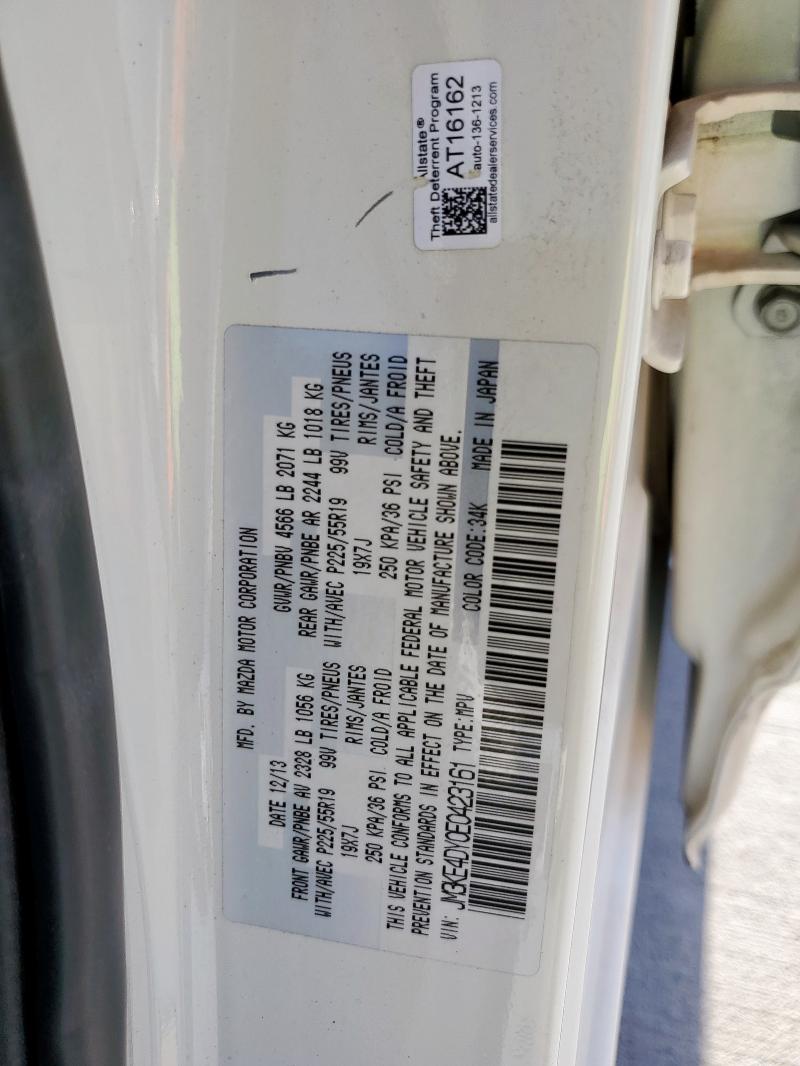 MFD. BY MAZDA MOTOR CORPORATION
DATE 12/13 GVWR/PNBV 4566 LB 2071 KG
FRONT GAWR/PNBE AV 2328 LB 1056 KG REAR GAWR/PNBE AR 2244 LB 1018 KG
WITH/AVEC P225/55R19 99V TIRES/PNEUS WITH/AVEC P225/55R19 99V TIRES/PNEUS
19X7J RIMS/JANTES 19X7J RIMS/JANTES
250 KPA/36 PSI COLD/A FROID 250 KPA/36 PSI COLD/A FROID
THIS VEHICLE CONFORMS TO ALL APPLICABLE FEDERAL MOTOR VEHICLE SAFETY AND THEFT
PREVENTION STANDARDS IN EFFECT ON THE DATE OF MANUFACTURE SHOWN ABOVE.
VIN: JM3KE4DY0E0423161 TYPE:MPV COLOR CODE:34K MADE IN JAPAN
Allstate®
Theft Deterrent Program
AT16162
auto-136-1213
allstatedealerservices.com